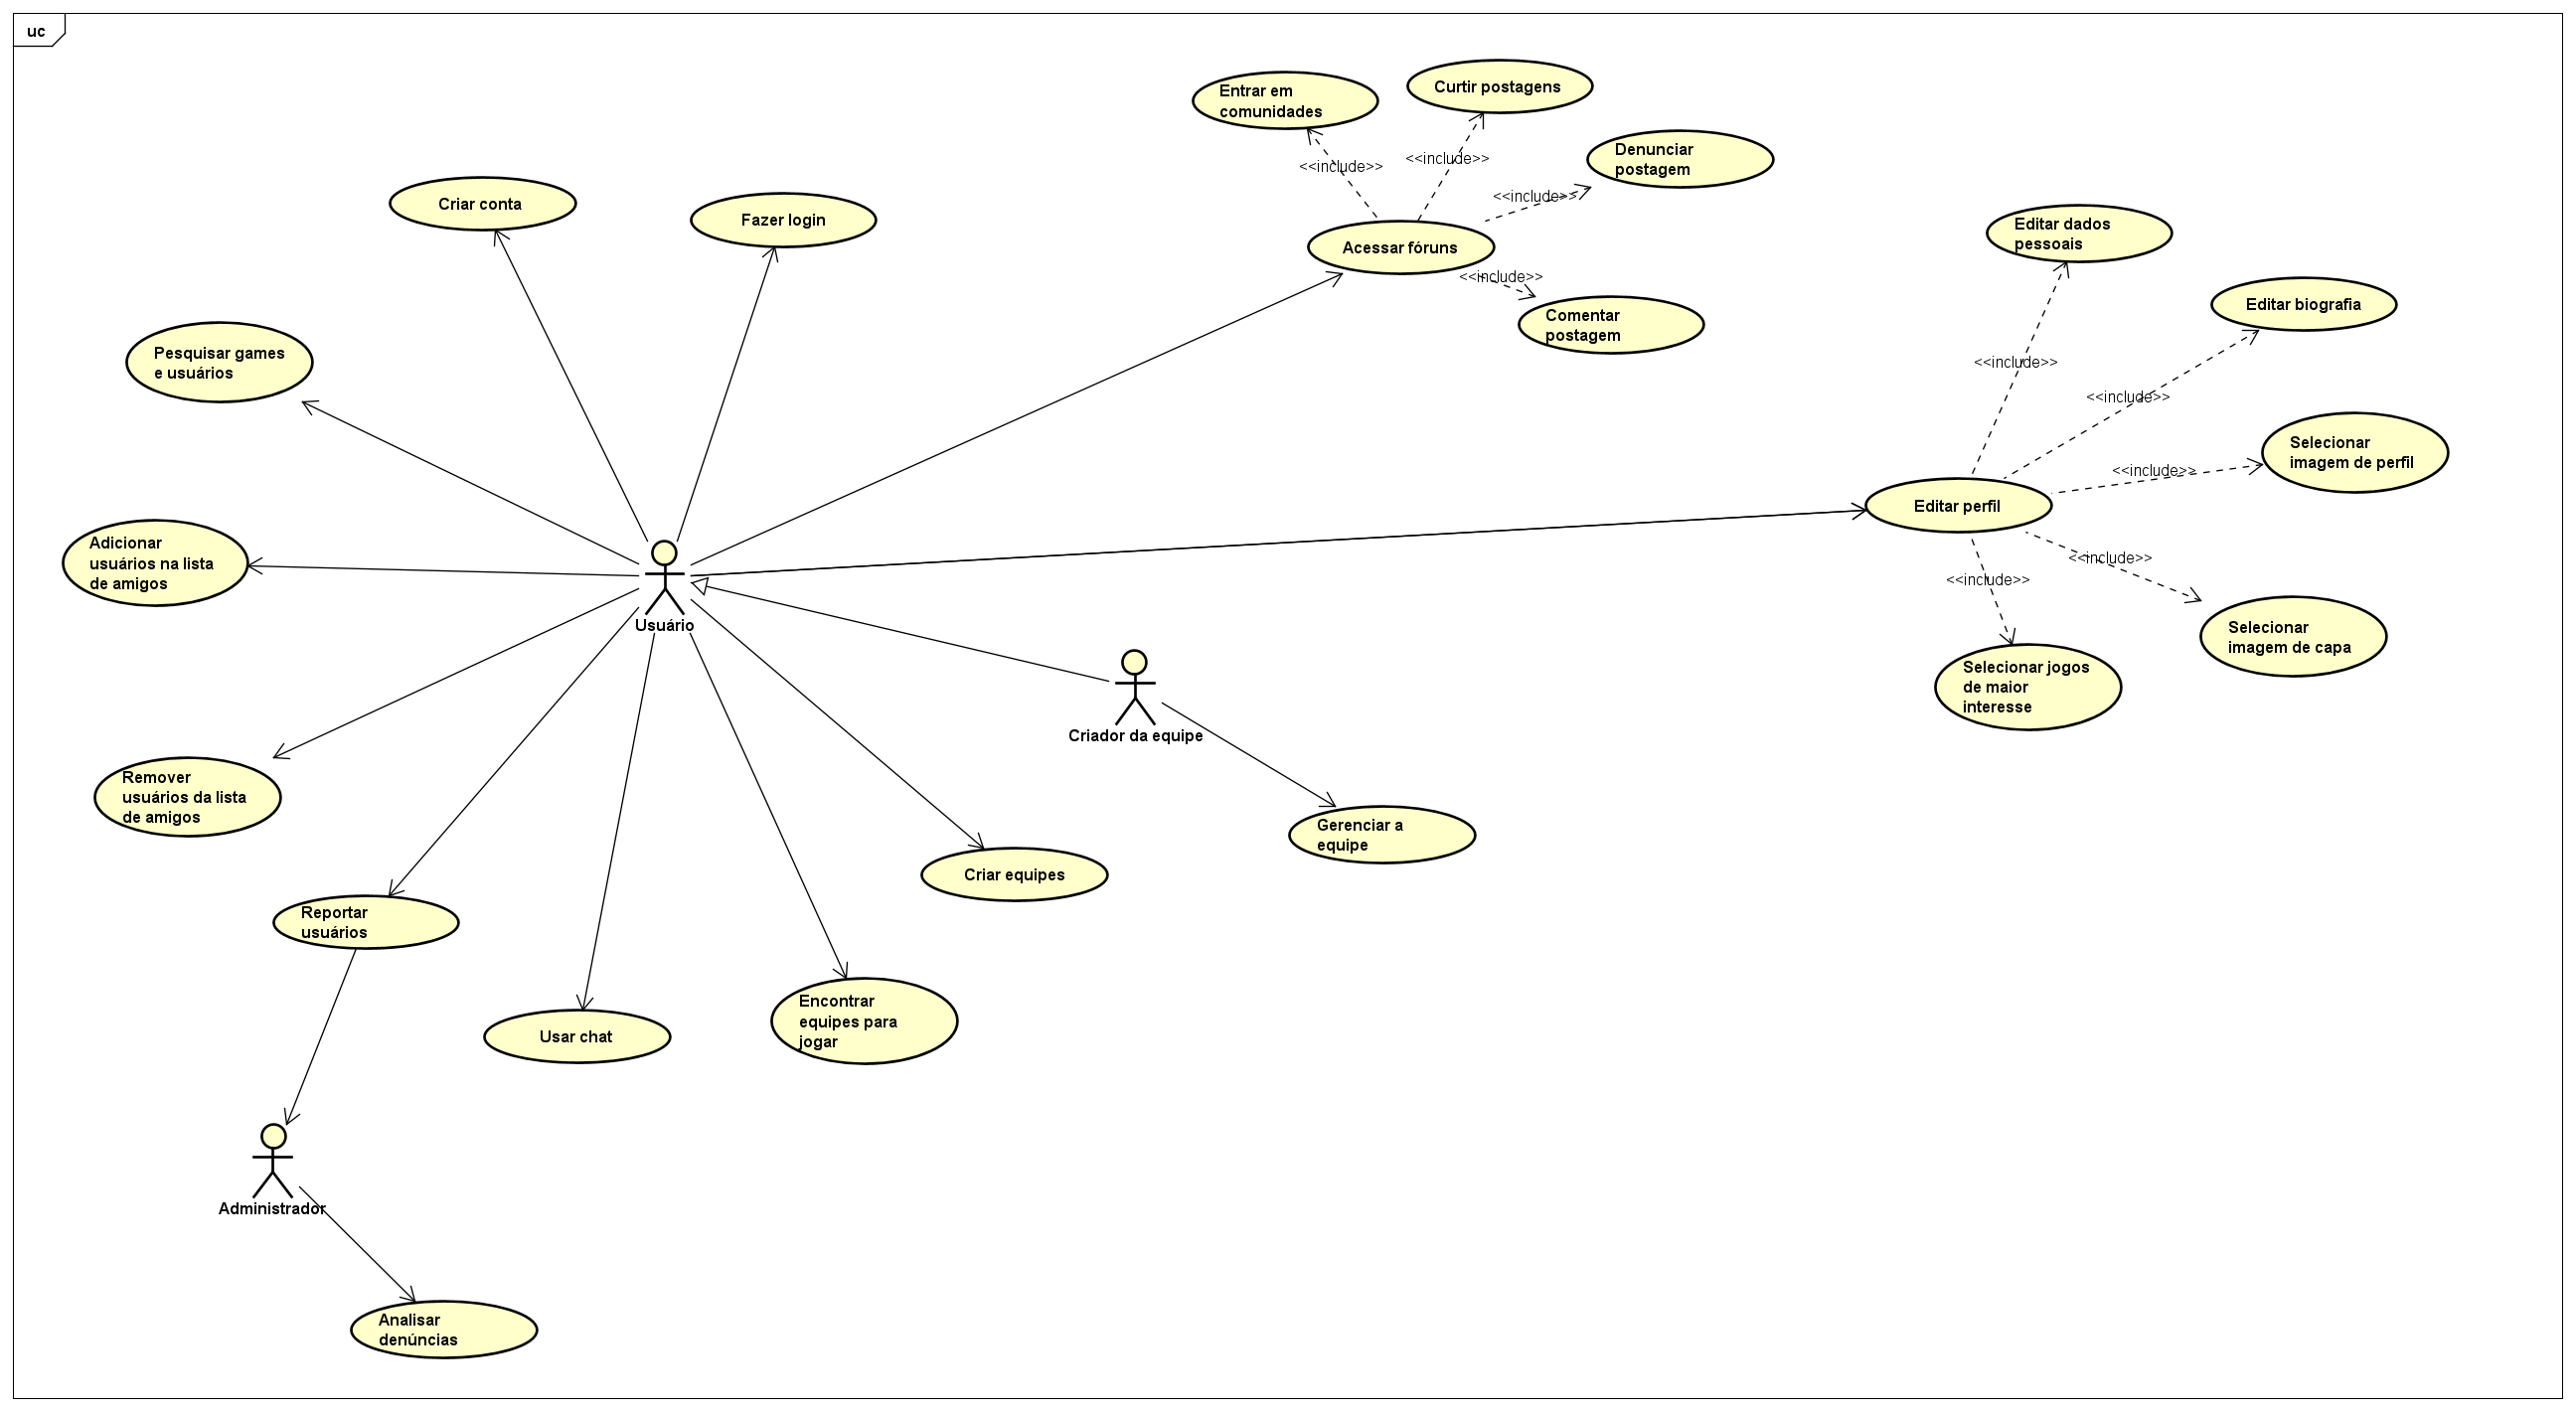 uc
Entrar em
comunidades
Curtir postagens
Denunciar
postagem
<<include>>
<<include>>
<<include>>
Criar conta
Fazer login
Acessar fóruns
<<include>>
Comentar
postagem
Editar dados
pessoais
Editar biografia
<<include>>
<<include>>
Pesquisar games
e usuários
Selecionar
imagem de perfil
<<include>>
Editar perfil
Adicionar
usuários na lista
de amigos
<<include>>
<<include>>
Usuário
Selecionar
imagem de capa
Selecionar jogos
de maior
interesse
Criador da equipe
Remover
usuários da lista
de amigos
Gerenciar a
equipe
Criar equipes
Reportar
usuários
Usar chat
Encontrar
equipes para
jogar
Administrador
Analisar
denúncias